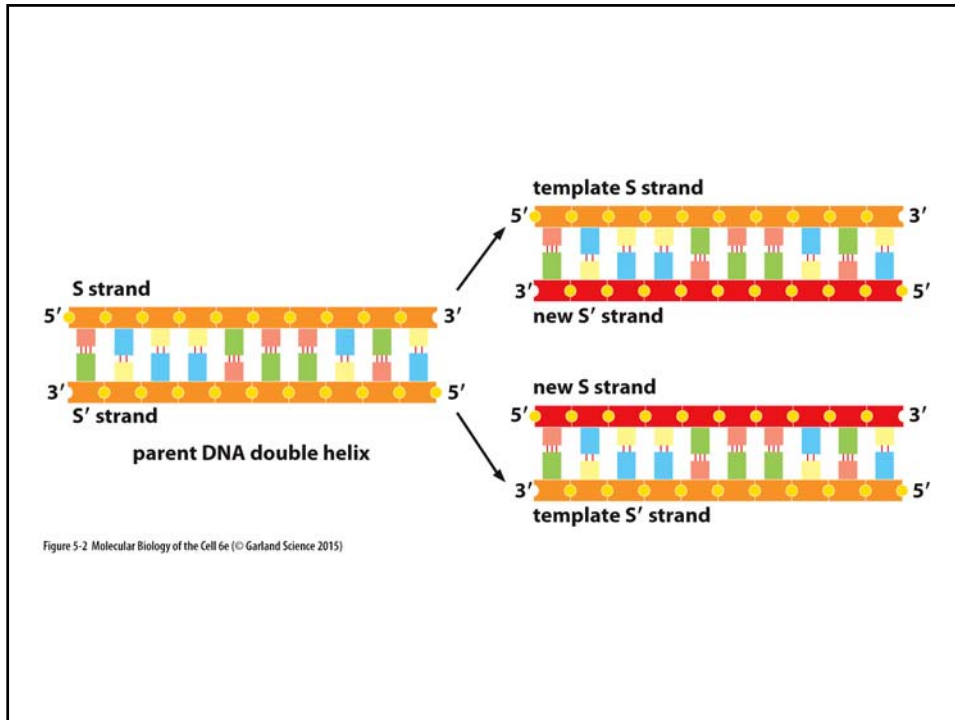 S strand
5′
3′
3′
5′
S′ strand
parent DNA double helix
template S strand
5′
3′
3′
5′
new S′ strand
new S strand
5′
3′
3′
5′
template S′ strand
Figure 5-2 Molecular Biology of the Cell 6e (© Garland Science 2015)